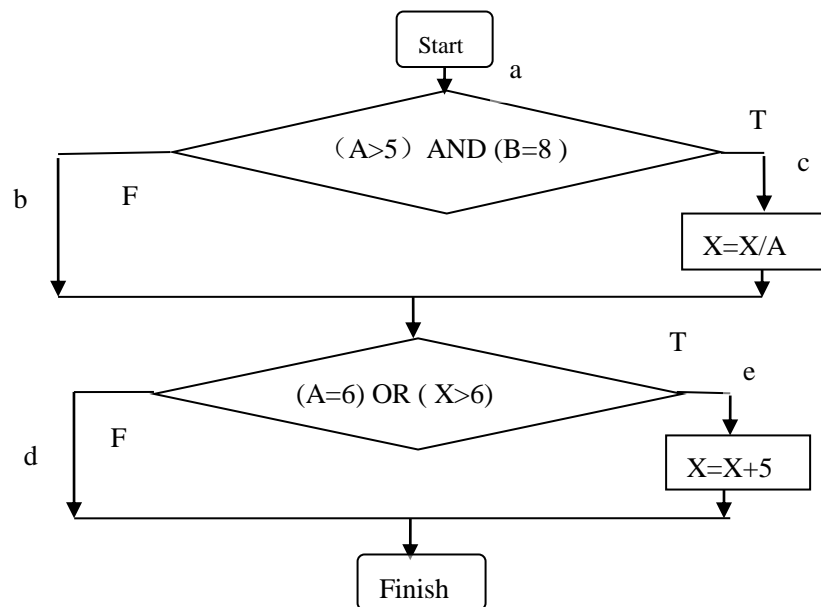 Start
a
（A>5）AND (B=8 )
T
c
b
F
X=X/A
T
(A=6) OR ( X>6)
e
F
d
X=X+5
Finish